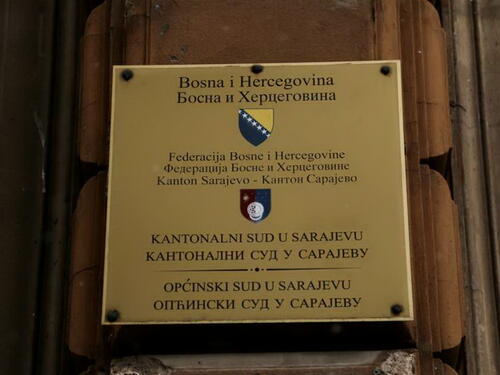 Bosna i Hercegovina
Босна и Херцеговина
Federacija Bosne i Hercegovine
Федерација Босне и Херцеговине
Kanton Sarajevo - Кантон Сарајево
KANTONALNI SUD U SARAJEVU
КАНТОНАЛНИ СУД У САРАЈЕВУ
OPĆINSKI SUD U SARAJEVU
ОПЋИНСКИ СУД У САРАЈЕВУ